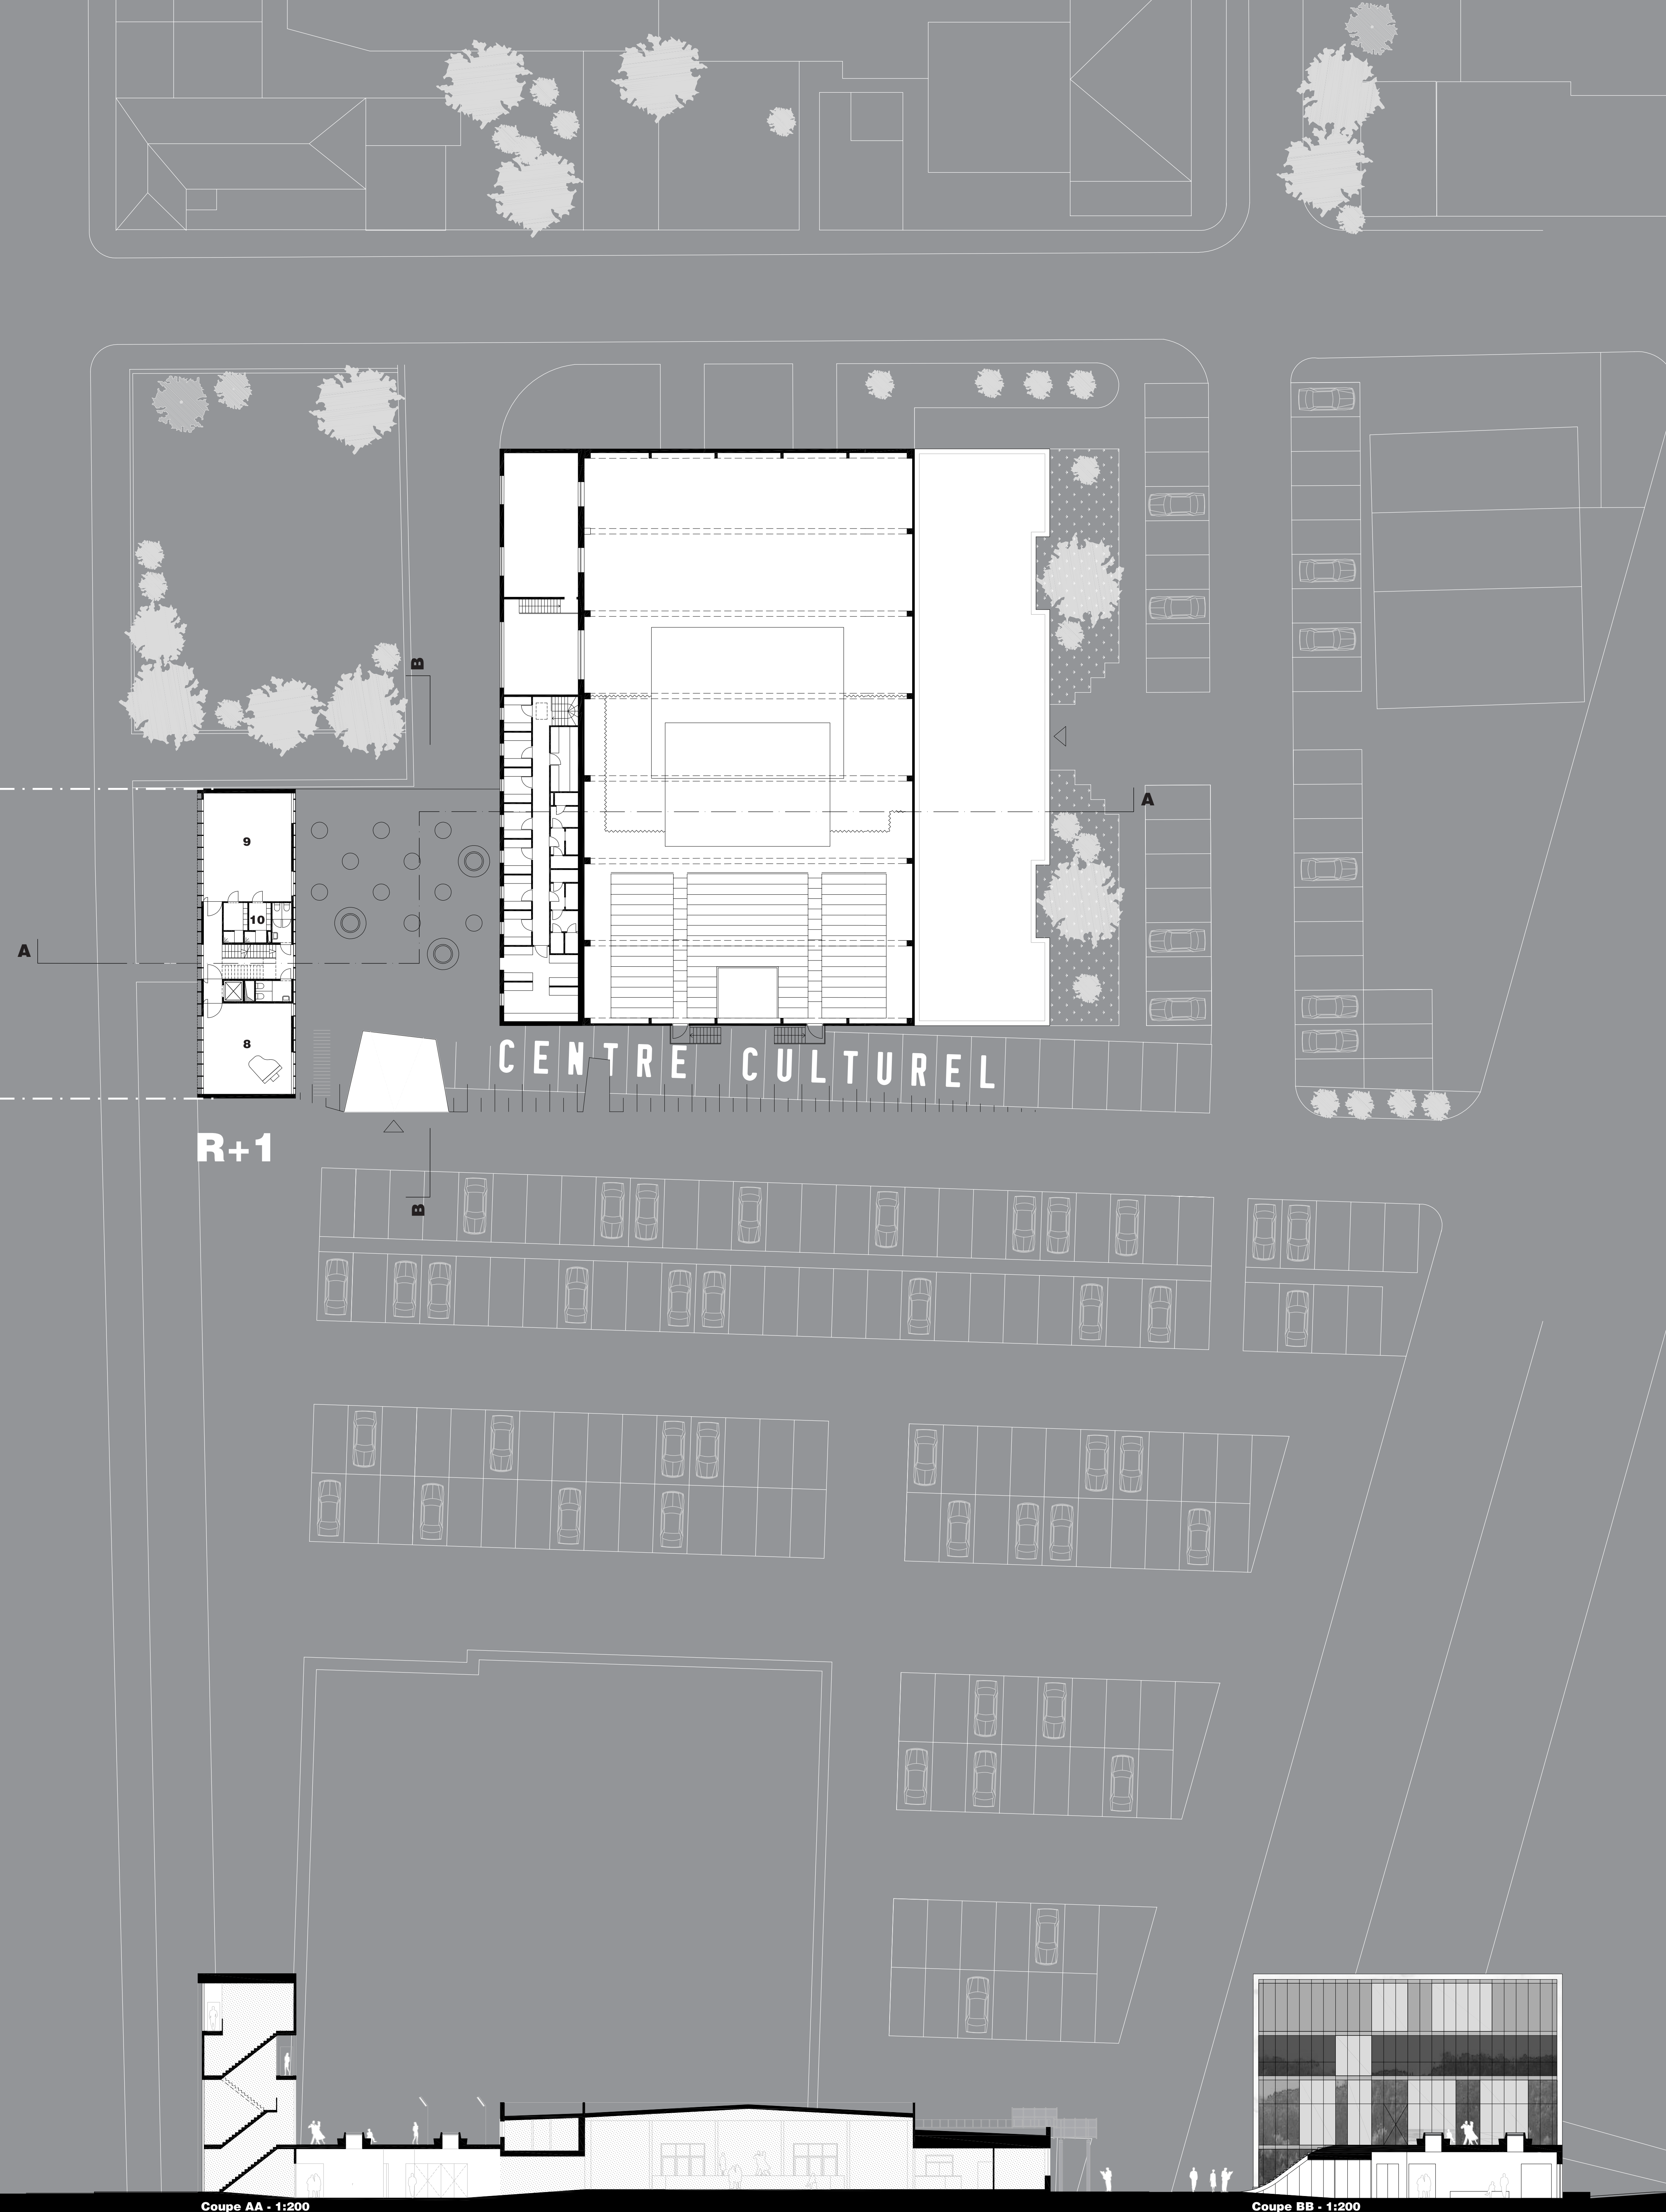 B
A
9
10
A
8
CENTRE CULTUREL
R+1
B
Coupe AA - 1:200
Coupe BB - 1:200